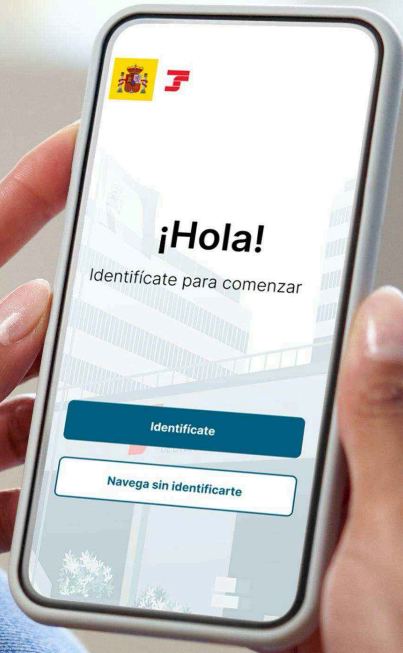 ¡Hola!
Identifícate para comenzar
Identifícate
Navega sin identificarte